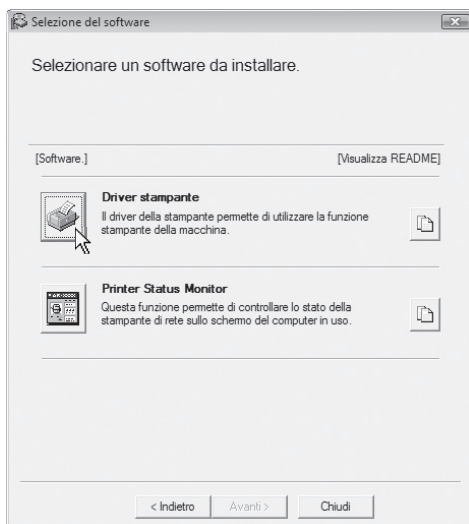 Selezione del software
Selezionare un software da installare.
[Software.] [Visualizza README]
Driver stampante
Il driver della stampante permette di utilizzare la funzione
stampante della macchina.
Printer Status Monitor
Questa funzione permette di controllare lo stato della
stampante di rete sullo schermo del computer in uso.
< Indietro Avanti > Chiudi